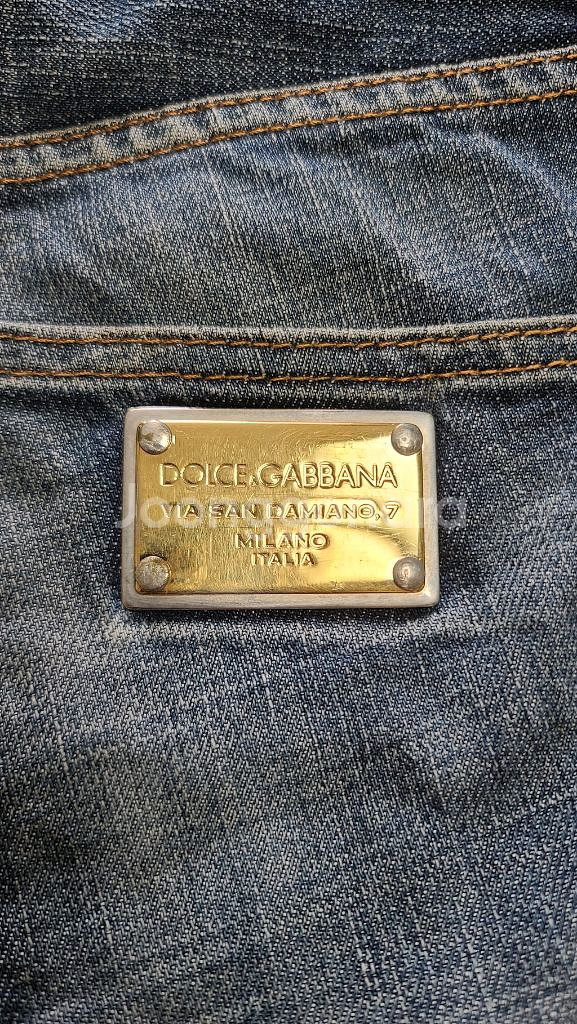 DOLCE&GABBANA
VIA SAN DAMIANO, 7
MILANO
ITALIA